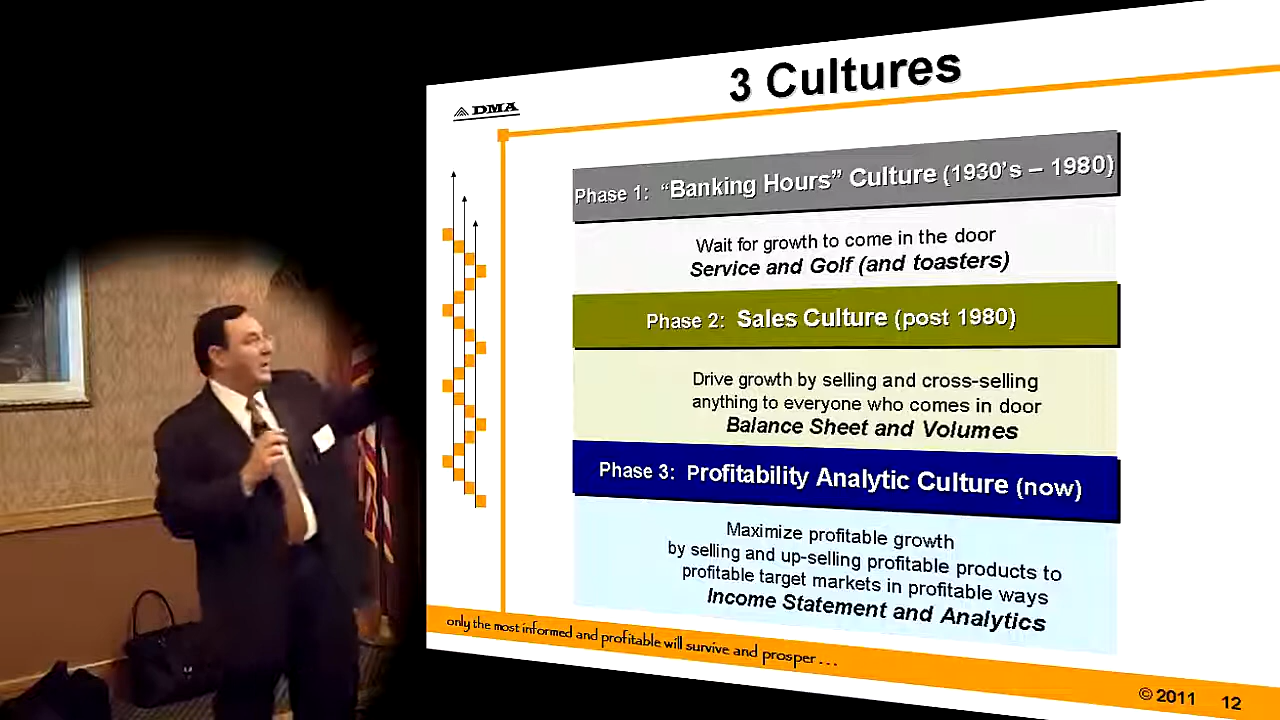 3 Cultures
DMA
Phase 1: “Banking Hours” Culture (1930’s – 1980)
Wait for growth to come in the door
Service and Golf (and toasters)
Phase 2: Sales Culture (post 1980)
Drive growth by selling and cross-selling
anything to everyone who comes in door
Balance Sheet and Volumes
Phase 3: Profitability Analytic Culture (now)
Maximize profitable growth
by selling and up-selling profitable products to
profitable target markets in profitable ways
Income Statement and Analytics
only the most informed and profitable will survive and prosper . . .
© 2011 12